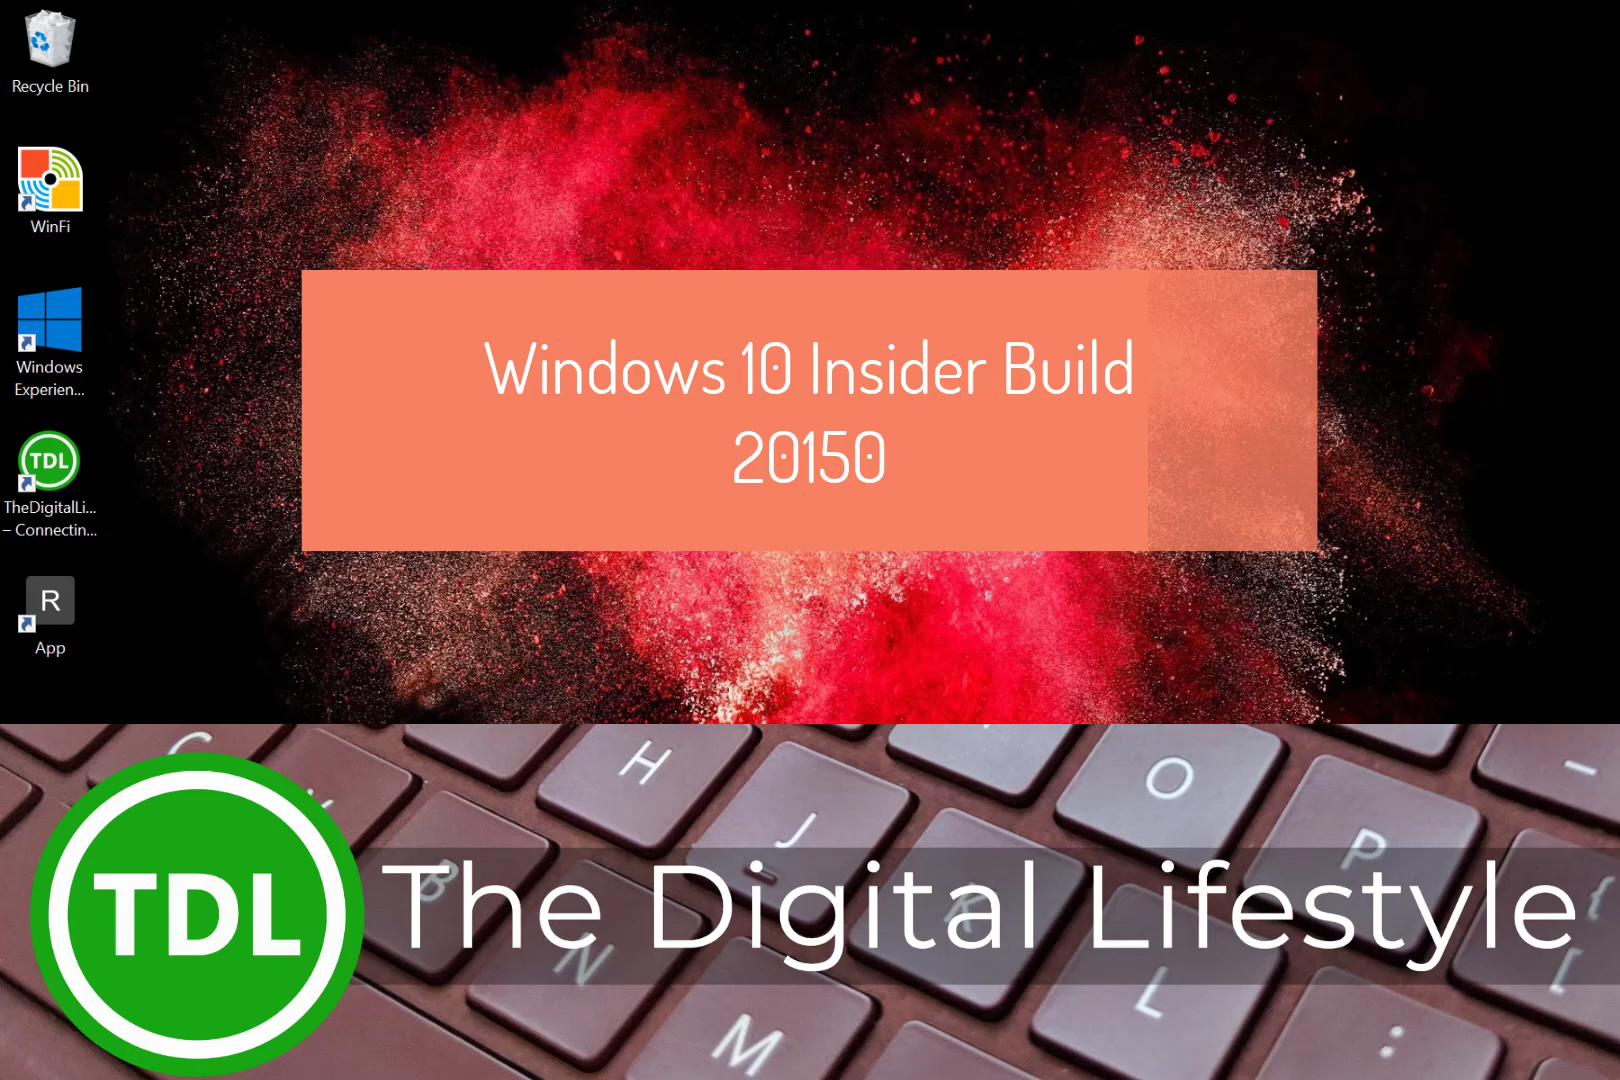 Recycle Bin
WinFi
Windows
Experien...
TDL
TheDigitalLi...
– Connectin...
R
App
Windows 10 Insider Build
20150
TDL
The Digital Lifestyle
C
H
J
O
P
-
B
K
{
[
N
L
M
: